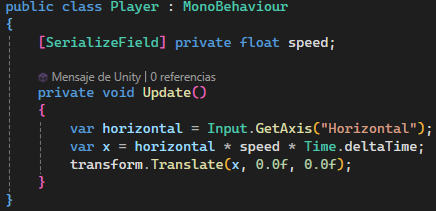 public class Player : MonoBehaviour
{
[SerializeField] private float speed;
Mensaje de Unity | 0 referencias
private void Update()
{
var horizontal = Input.GetAxis("Horizontal");
var x = horizontal * speed * Time.deltaTime;
transform.Translate(x, 0.0f, 0.0f);
}
}